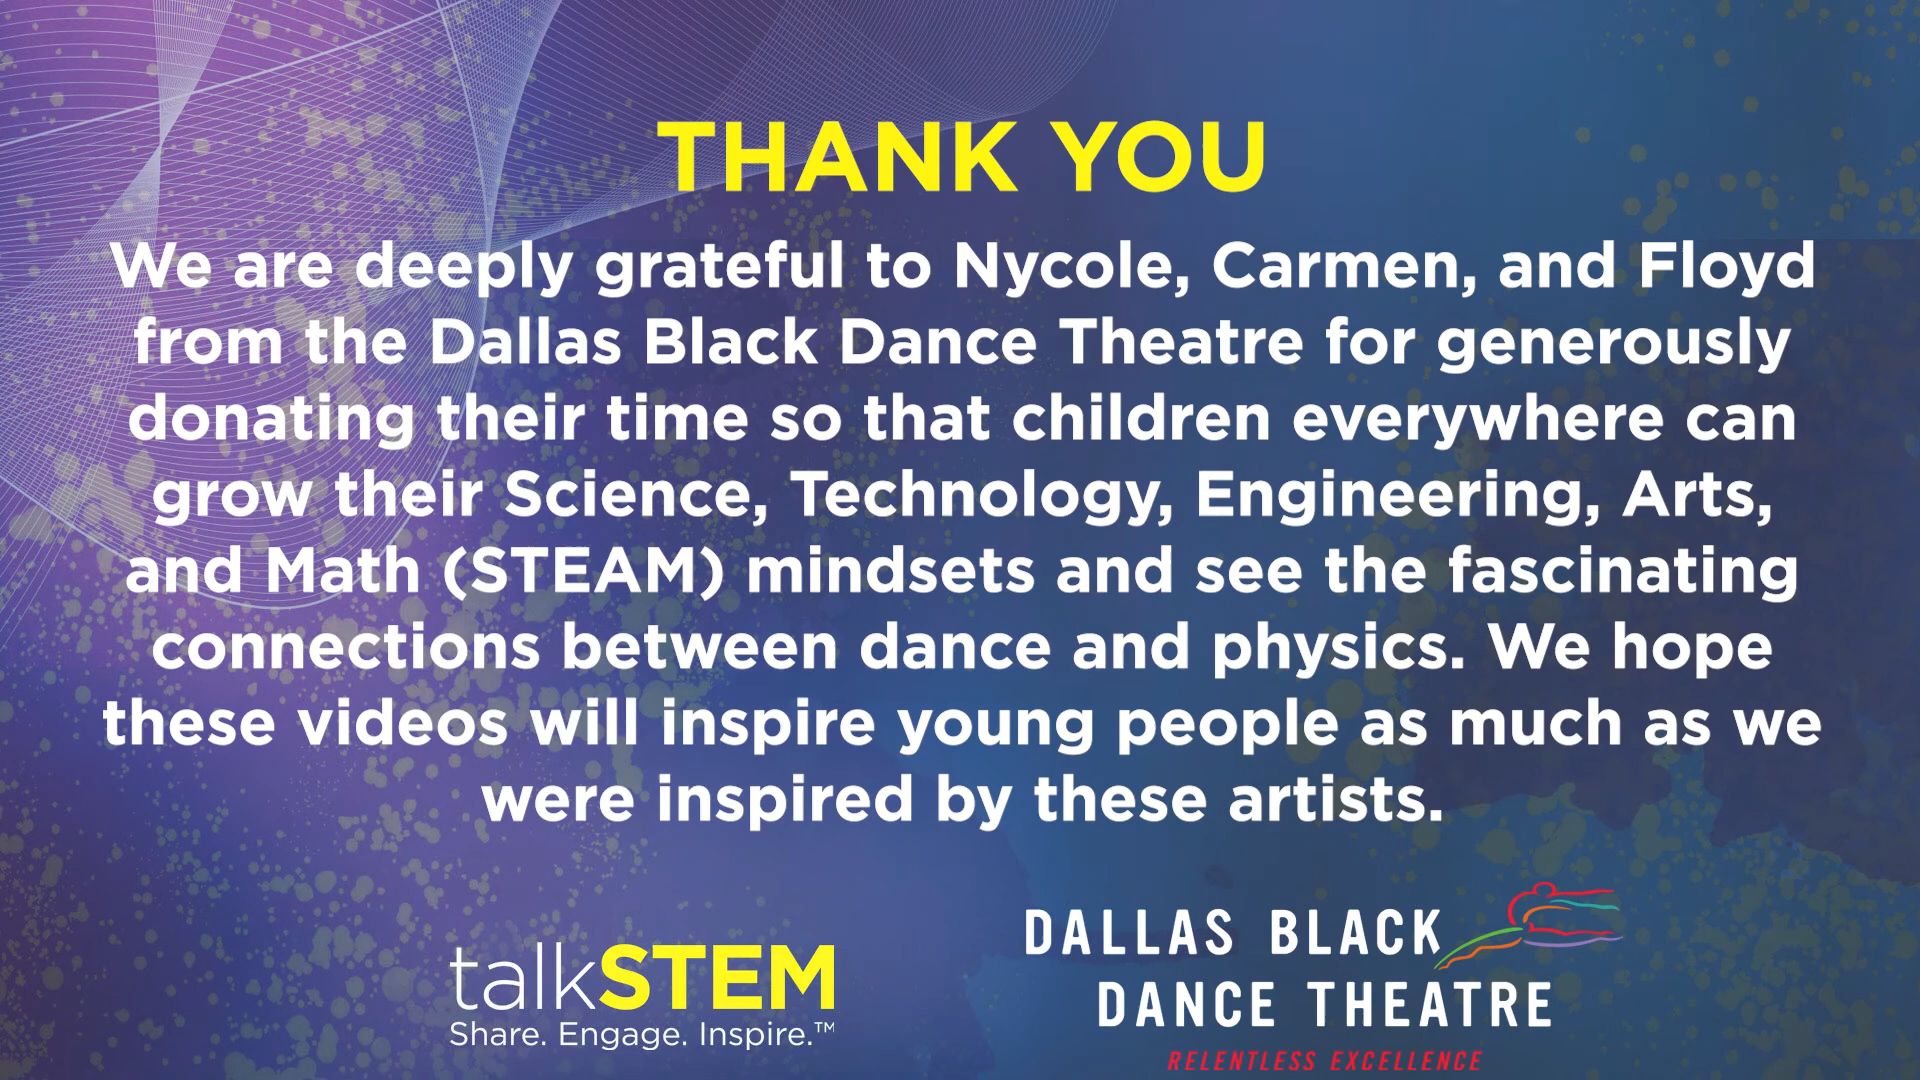 THANK YOU
We are deeply grateful to Nycole, Carmen, and Floyd
from the Dallas Black Dance Theatre for generously
donating their time so that children everywhere can
grow their Science, Technology, Engineering, Arts,
and Math (STEAM) mindsets and see the fascinating
connections between dance and physics. We hope
these videos will inspire young people as much as we
were inspired by these artists.
talkSTEM
Share. Engage. Inspire.™
DALLAS BLACK
DANCE THEATRE
RELENTLESS EXCELLENCE